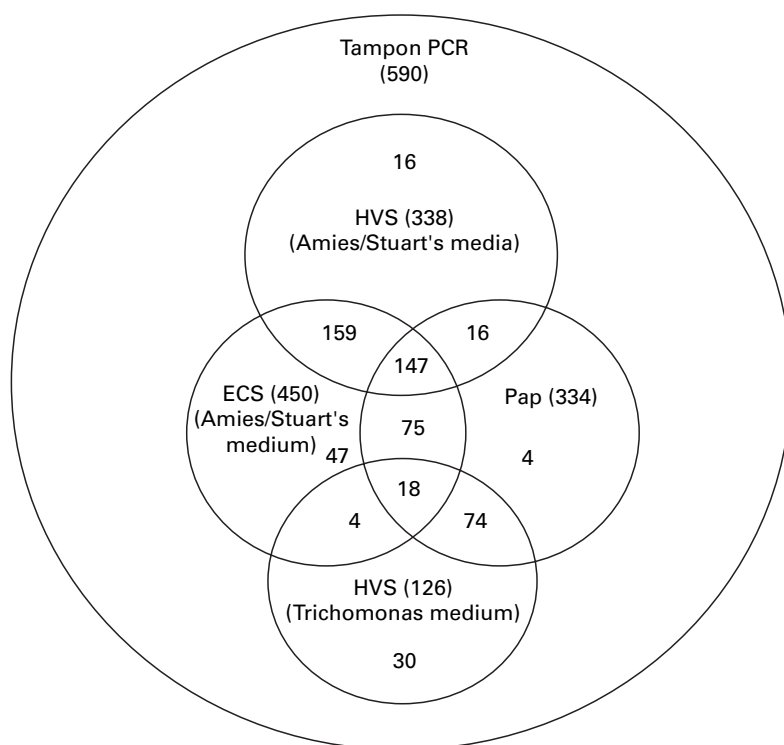 Tampon PCR
(590)
16
HVS (338)
(Amies/Stuart's media)
159
16
147
ECS (450)
(Amies/Stuart's
medium)
47
75
Pap (334)
4
18
4
74
HVS (126)
(Trichomonas medium)
30